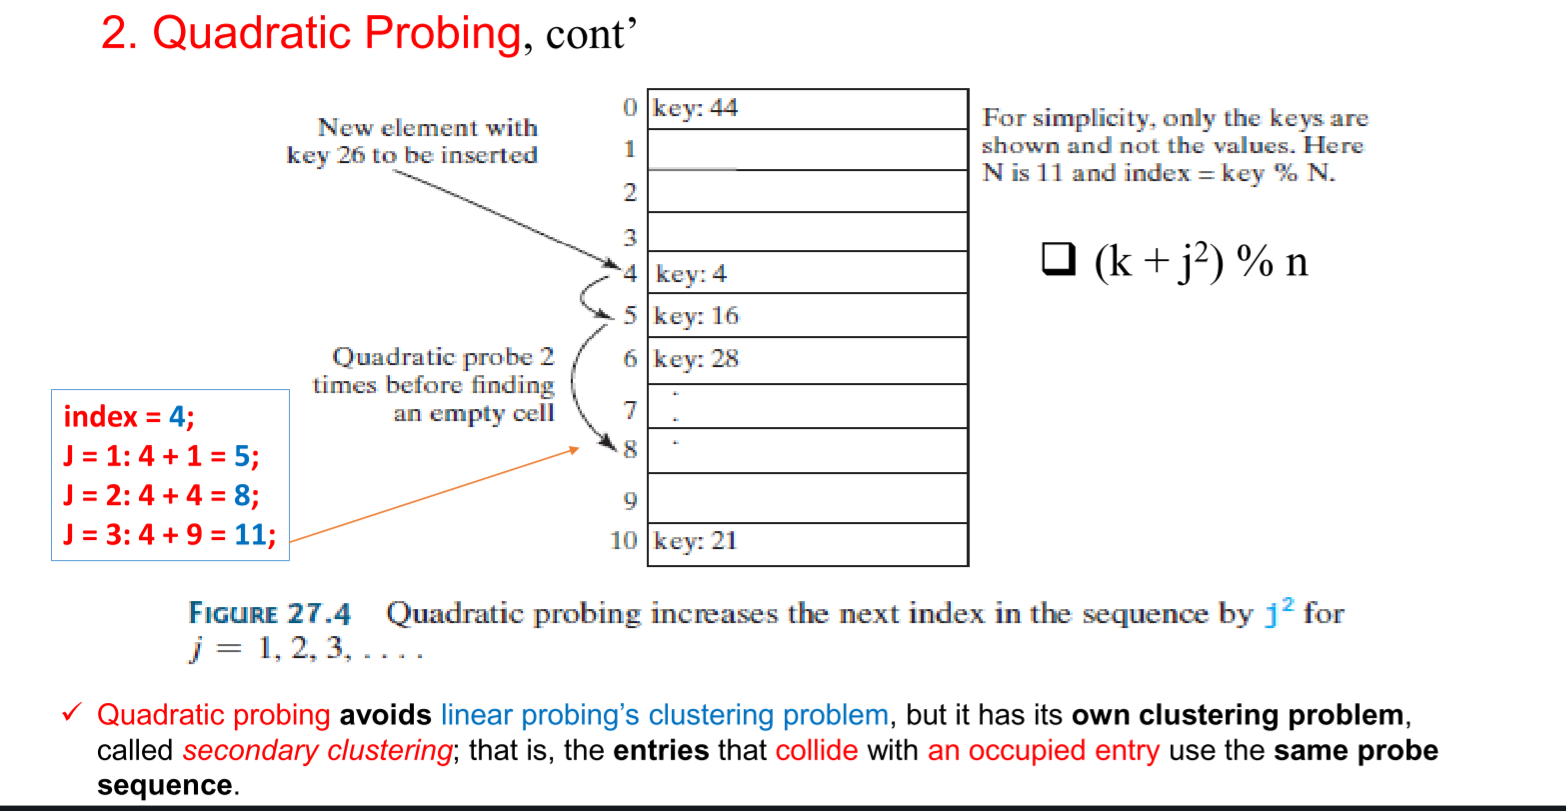 2. Quadratic Probing, cont’
New element with
key 26 to be inserted
0 key: 44
1
2
3
4 key: 4
5 key: 16
6 key: 28
7
8
9
10 key: 21
For simplicity, only the keys are
shown and not the values. Here
N is 11 and index = key % N.
❑ (k + j²) % n
Quadratic probe 2
times before finding
an empty cell
index = 4;
J = 1: 4 + 1 = 5;
J = 2: 4 + 4 = 8;
J = 3: 4 + 9 = 11;
FIGURE 27.4 Quadratic probing increases the next index in the sequence by j² for
j = 1, 2, 3, . . . .
✓ Quadratic probing avoids linear probing’s clustering problem, but it has its own clustering problem,
called secondary clustering; that is, the entries that collide with an occupied entry use the same probe
sequence.